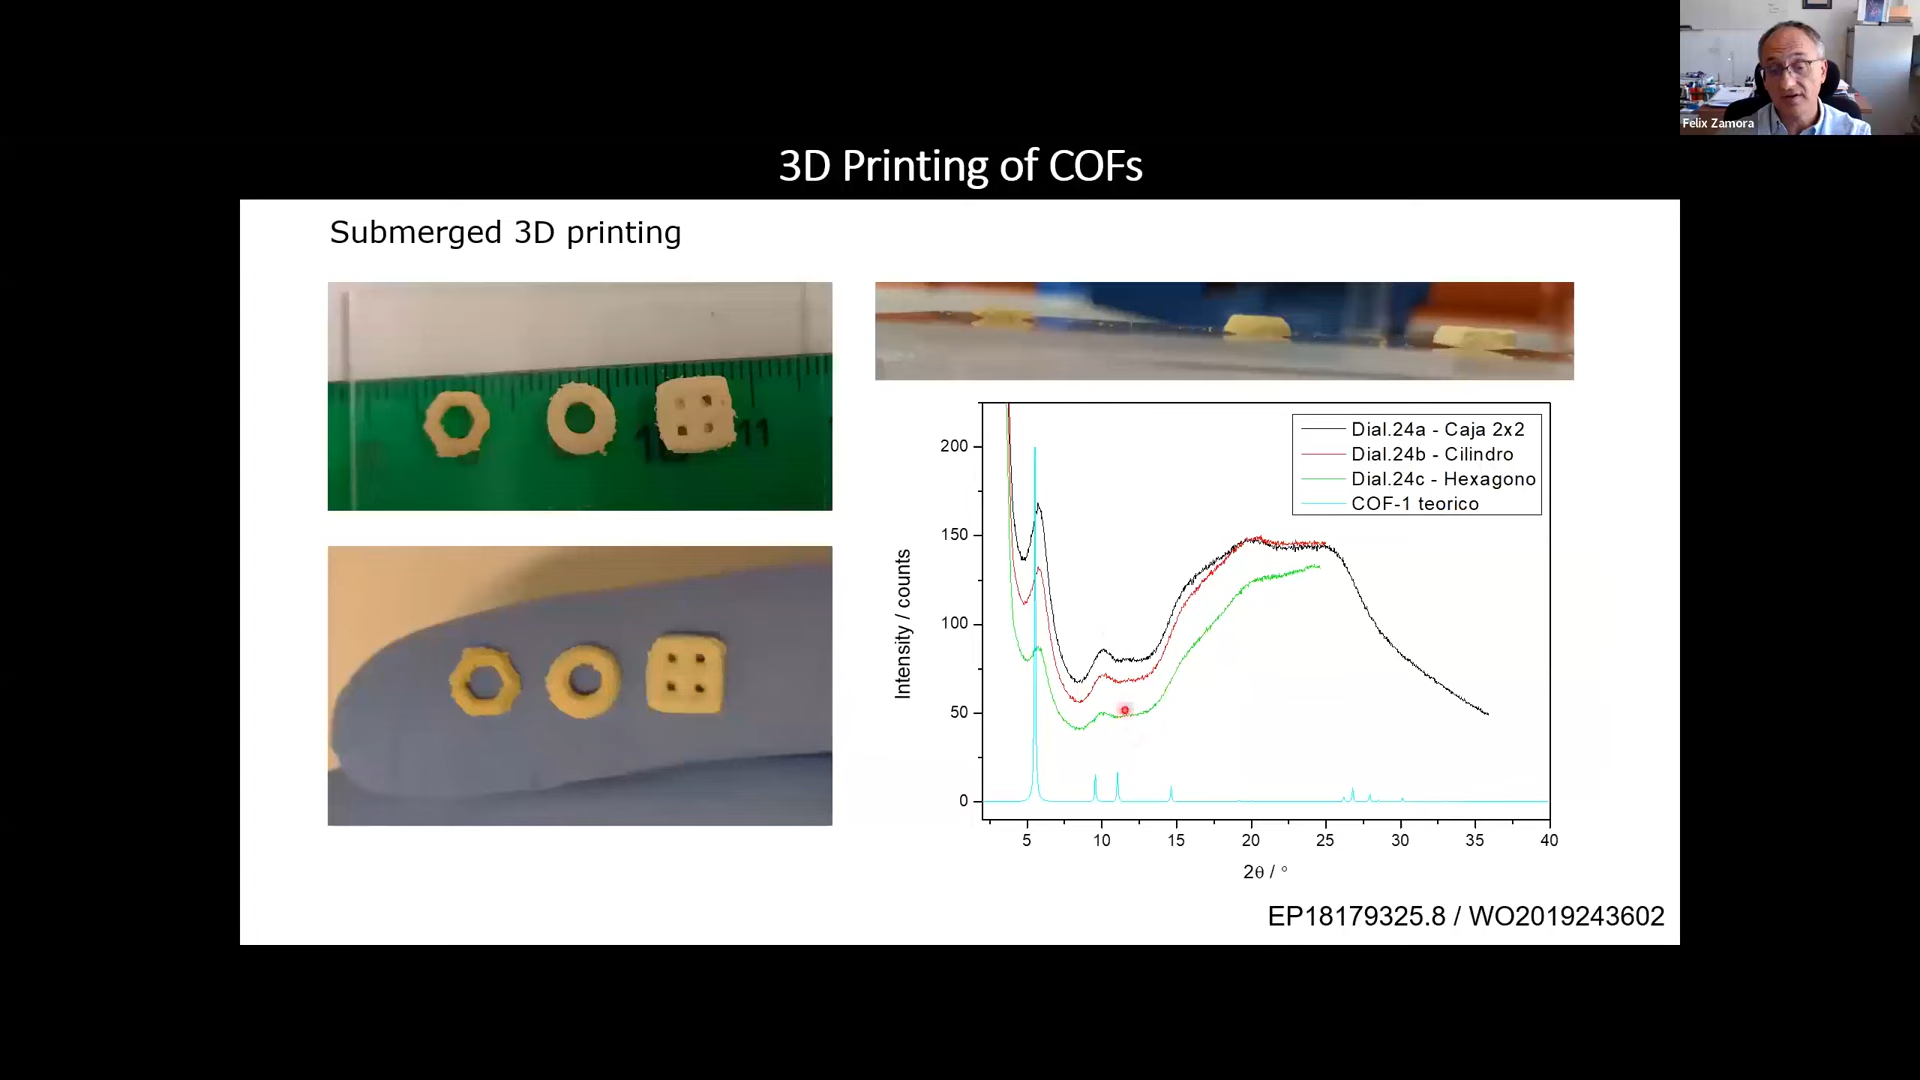 Felix Zamora
3D Printing of COFs
Submerged 3D printing
10
11
Dial.24a - Caja 2x2
Dial.24b - Cilindro
Dial.24c - Hexagono
COF-1 teorico
200
150
100
50
0
Intensity / counts
5 10 15 20 25 30 35 40
2θ / °
EP18179325.8 / WO2019243602